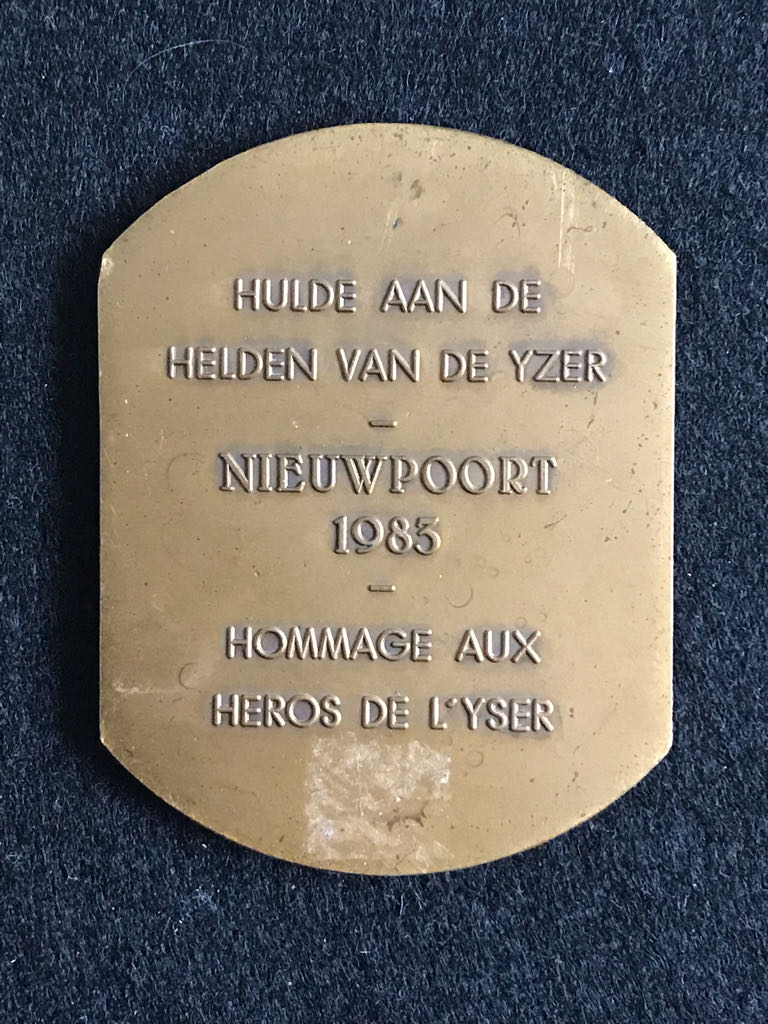 HULDE AAN DE
HELDEN VAN DE YZER
–
NIEUWPOORT
1983
–
HOMMAGE AUX
HEROS DE L'YSER